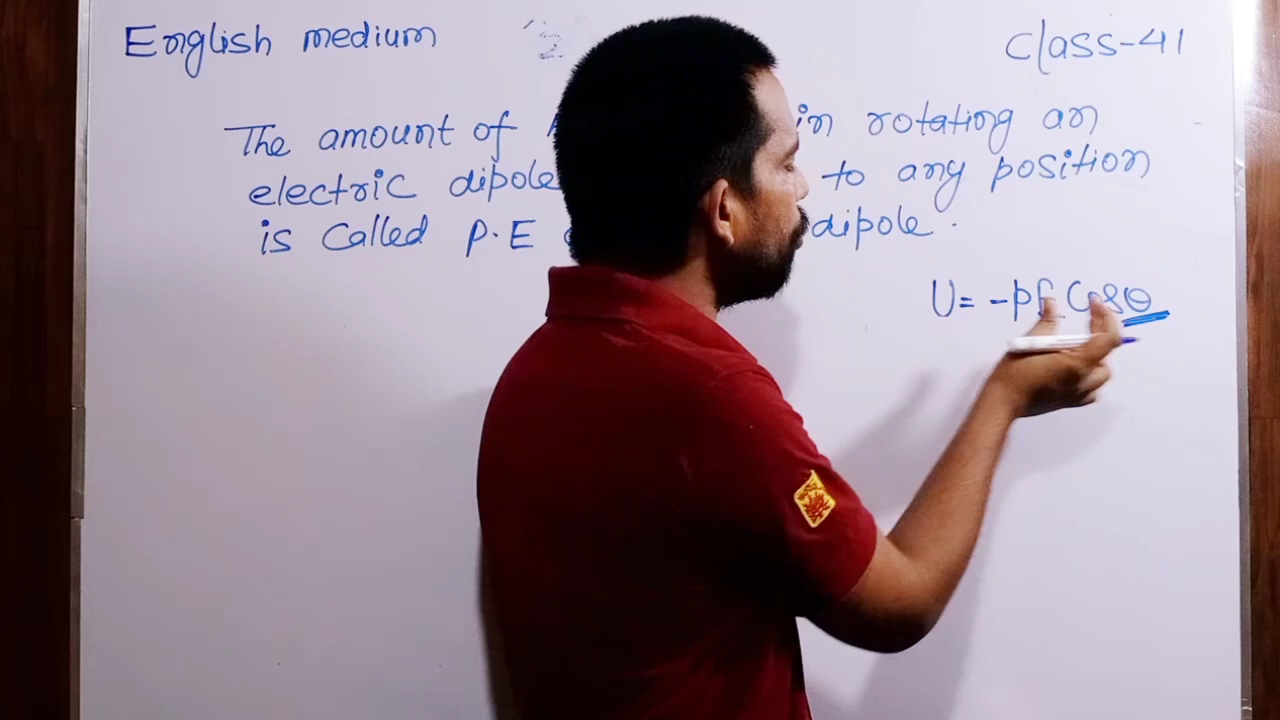 English medium
Class-41
The amount of in rotating an
electric dipole to any position
is Called P.E dipole.
U = -pE Cosθ